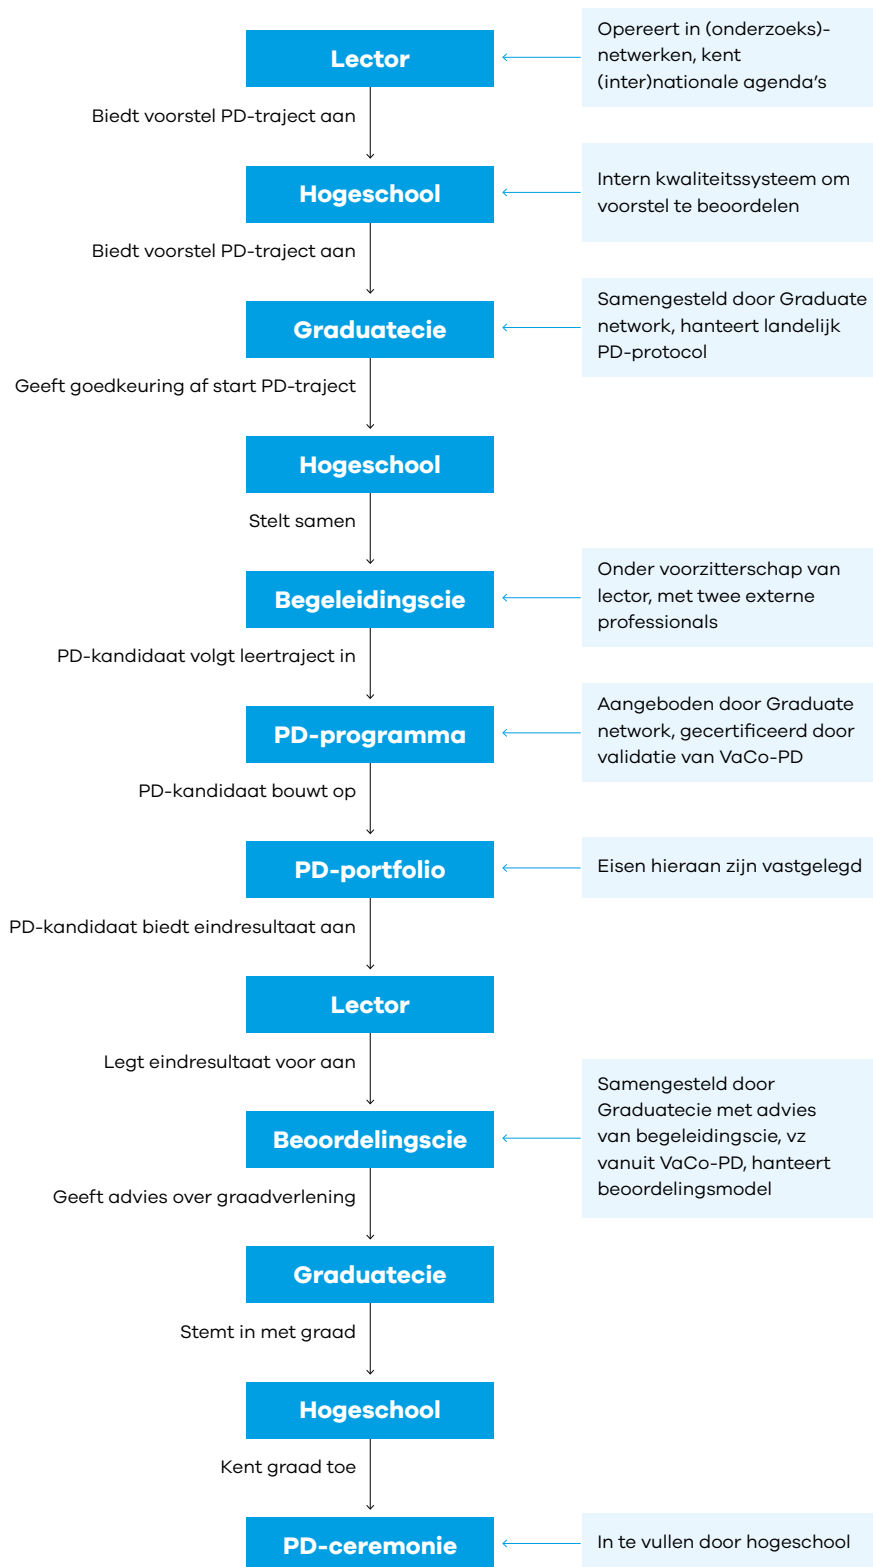 Lector
Opereert in (onderzoeks)-
netwerken, kent
(inter)nationale agenda's
Biedt voorstel PD-traject aan
Hogeschool
Intern kwaliteitssysteem om
voorstel te beoordelen
Biedt voorstel PD-traject aan
Graduatecie
Samengesteld door Graduate
network, hanteert landelijk
PD-protocol
Geeft goedkeuring af start PD-traject
Hogeschool
Stelt samen
Begeleidingscie
Onder voorzitterschap van
lector, met twee externe
professionals
PD-kandidaat volgt leertraject in
PD-programma
Aangeboden door Graduate
network, gecertificeerd door
validatie van VaCo-PD
PD-kandidaat bouwt op
PD-portfolio
Eisen hieraan zijn vastgelegd
PD-kandidaat biedt eindresultaat aan
Lector
Legt eindresultaat voor aan
Beoordelingscie
Samengesteld door
Graduatecie met advies
van begeleidingscie, vz
vanuit VaCo-PD, hanteert
beoordelingsmodel
Geeft advies over graadverlening
Graduatecie
Stemt in met graad
Hogeschool
Kent graad toe
PD-ceremonie
In te vullen door hogeschool